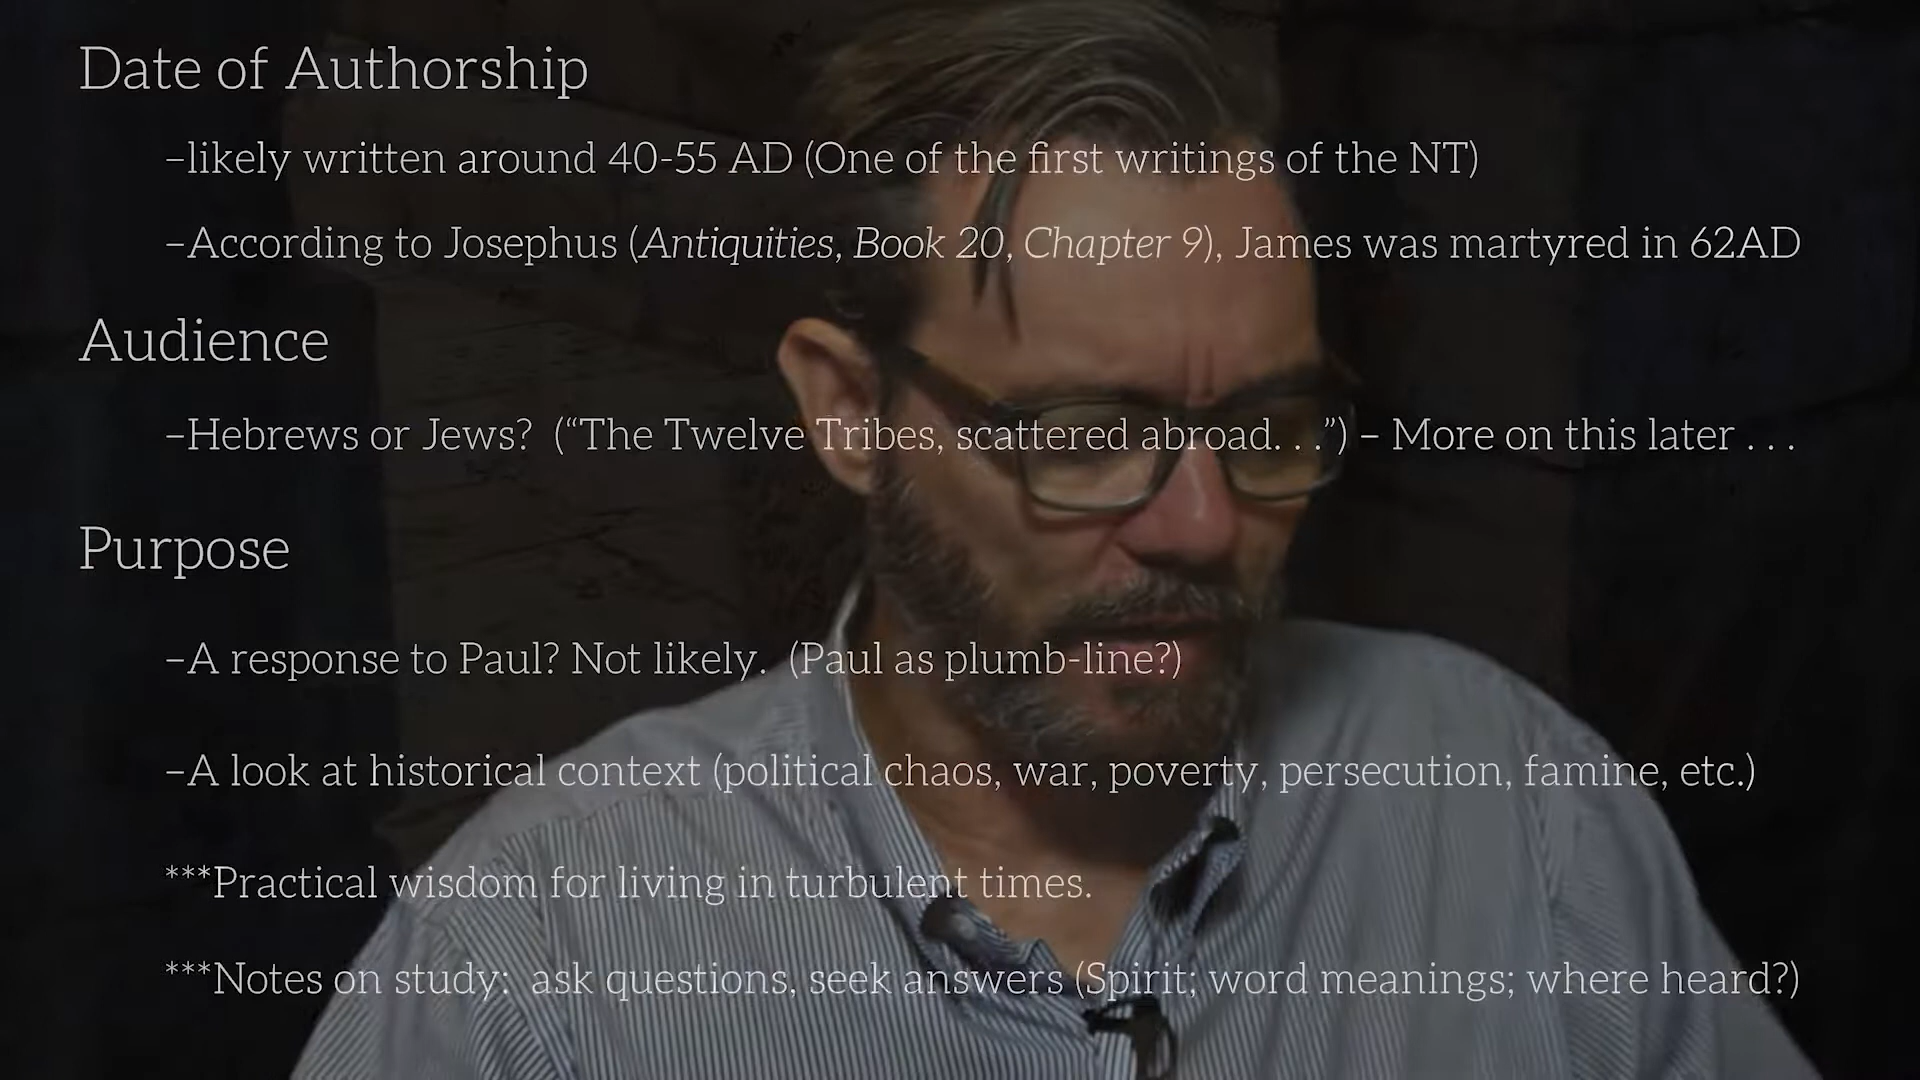 Date of Authorship
–likely written around 40-55 AD (One of the first writings of the NT)
–According to Josephus (Antiquities, Book 20, Chapter 9), James was martyred in 62AD
Audience
–Hebrews or Jews?  (“The Twelve Tribes, scattered abroad. . .”) – More on this later . . .
Purpose
–A response to Paul? Not likely.  (Paul as plumb-line?)
–A look at historical context (political chaos, war, poverty, persecution, famine, etc.)
***Practical wisdom for living in turbulent times.
***Notes on study:  ask questions, seek answers (Spirit; word meanings; where heard?)